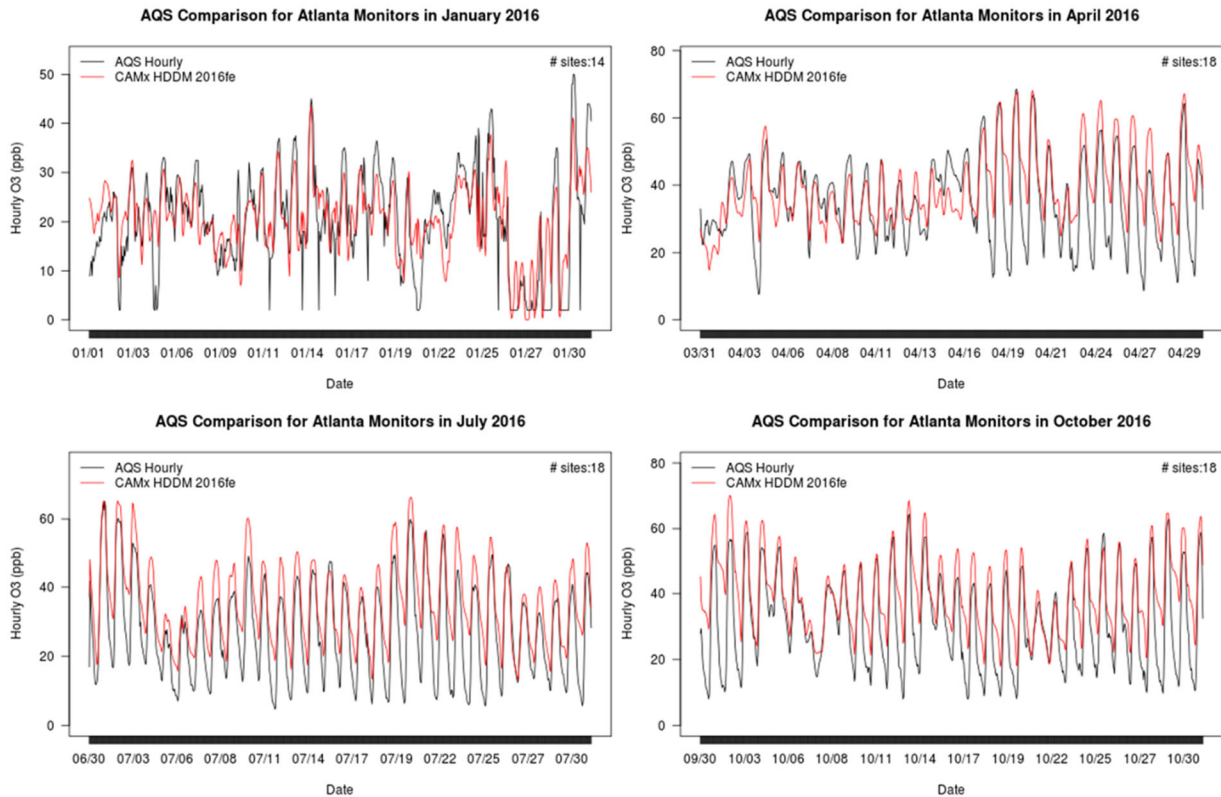 AQS Comparison for Atlanta Monitors in January 2016
AQS Hourly
CAMx HDDM 2016fe
# sites:14
Hourly O3 (ppb)
50
40
30
20
10
0
01/01 01/03 01/06 01/09 01/11 01/14 01/17 01/19 01/22 01/25 01/27 01/30
Date
AQS Comparison for Atlanta Monitors in April 2016
AQS Hourly
CAMx HDDM 2016fe
# sites:18
Hourly O3 (ppb)
80
60
40
20
0
03/31 04/03 04/06 04/08 04/11 04/13 04/16 04/19 04/21 04/24 04/27 04/29
Date
AQS Comparison for Atlanta Monitors in July 2016
AQS Hourly
CAMx HDDM 2016fe
# sites:18
Hourly O3 (ppb)
60
40
20
0
06/30 07/03 07/06 07/08 07/11 07/14 07/16 07/19 07/22 07/24 07/27 07/30
Date
AQS Comparison for Atlanta Monitors in October 2016
AQS Hourly
CAMx HDDM 2016fe
# sites:18
Hourly O3 (ppb)
80
60
40
20
0
09/30 10/03 10/06 10/08 10/11 10/14 10/17 10/19 10/22 10/25 10/27 10/30
Date